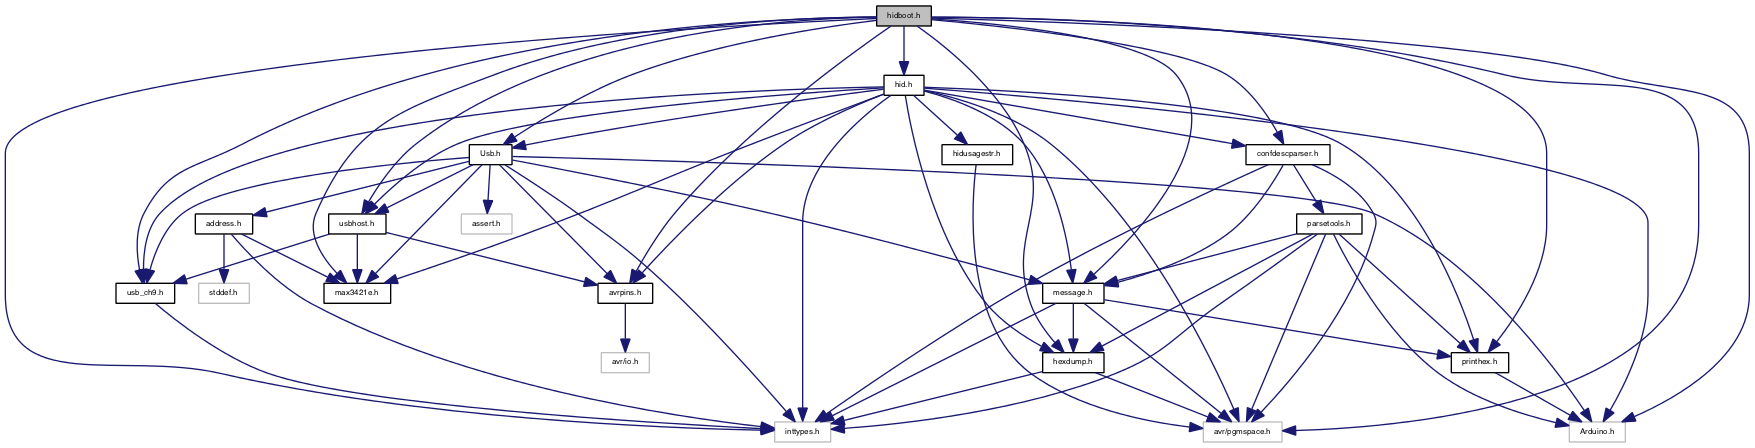 hidboot.h
hid.h
Usb.h
hidusagestr.h
confdescparser.h
address.h
usbhost.h
assert.h
parsetools.h
usb_ch9.h
stddef.h
max3421e.h
avrpins.h
message.h
avr/io.h
hexdump.h
printhex.h
inttypes.h
avr/pgmspace.h
Arduino.h